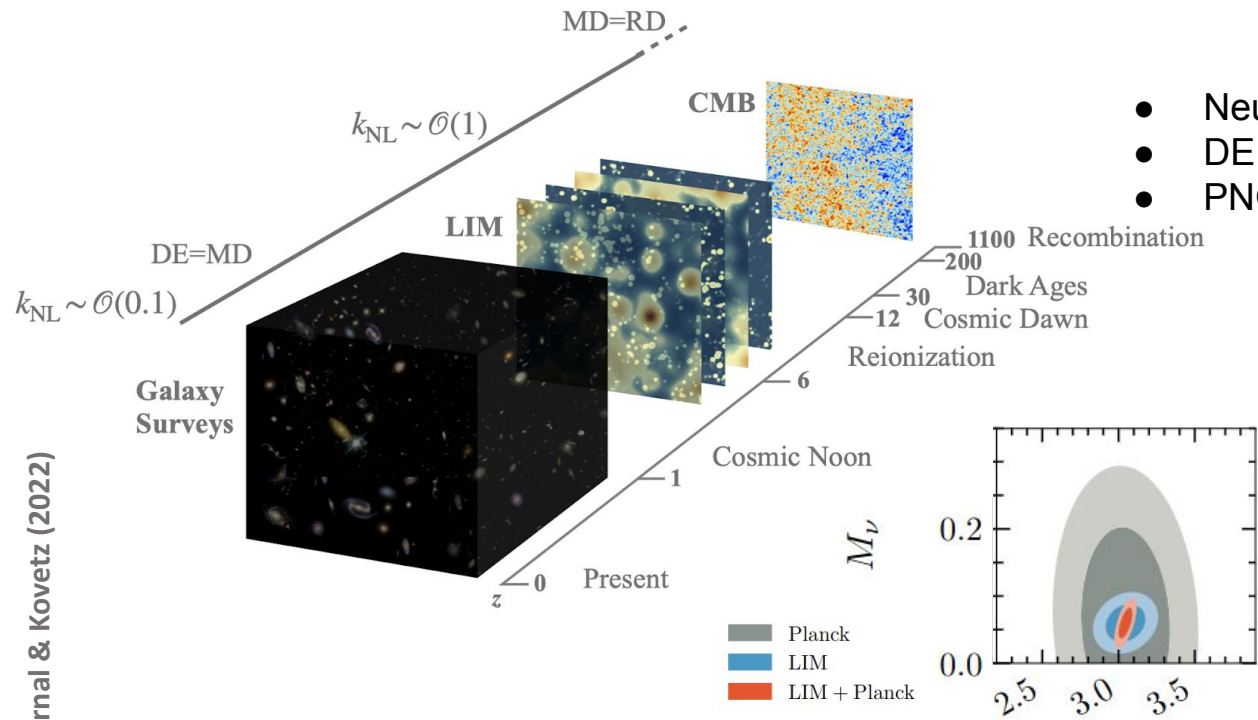 MD=RD
k_NL ~ 𝒪(1)
CMB
LIM
DE=MD
k_NL ~ 𝒪(0.1)
Galaxy
Surveys
• Neu
• DE
• PNG
1100 Recombination
200
Dark Ages
30
12 Cosmic Dawn
Reionization
6
Cosmic Noon
1
0 Present
z
rnal & Kovetz (2022)
Planck
LIM
LIM + Planck
M_ν
0.2
0.0
2.5 3.0 3.5